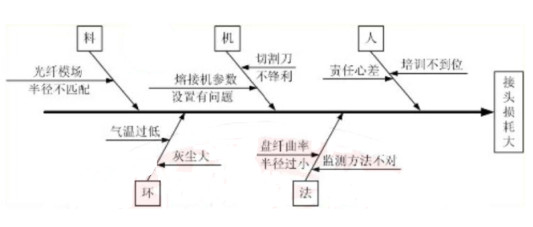 料
机
人
光纤模场
半径不匹配
熔接机参数
设置有问题
切割刀
不锋利
责任心差
培训不到位
接头损耗大
气温过低
灰尘大
盘纤曲率
半径过小
监测方法不对
环
法